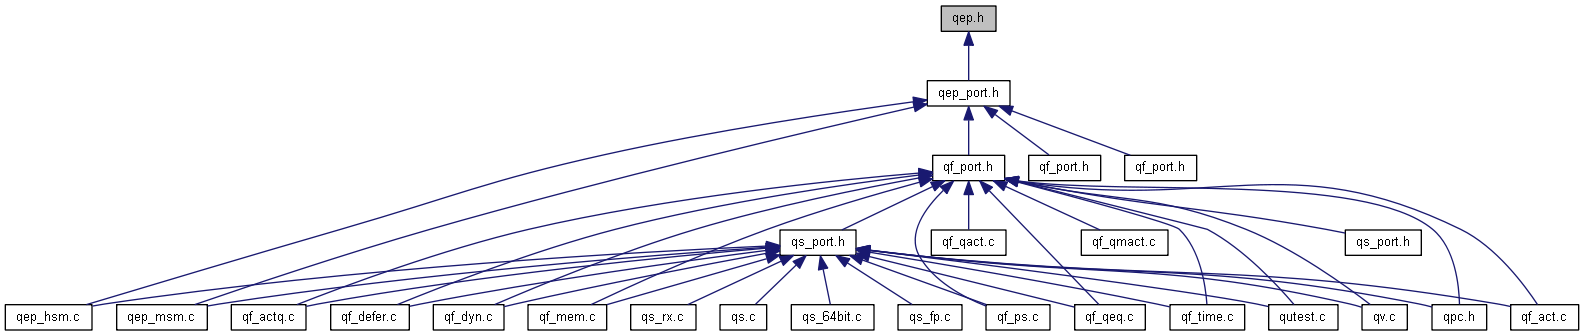 qep.h
qep_port.h
qf_port.h qf_port.h qf_port.h
qs_port.h qf_qact.c qf_qmact.c qs_port.h
qep_hsm.c qep_msm.c qf_actq.c qf_defer.c qf_dyn.c qf_mem.c qs_rx.c qs.c qs_64bit.c qs_fp.c qf_ps.c qf_qeq.c qf_time.c qutest.c qv.c qpc.h qf_act.c